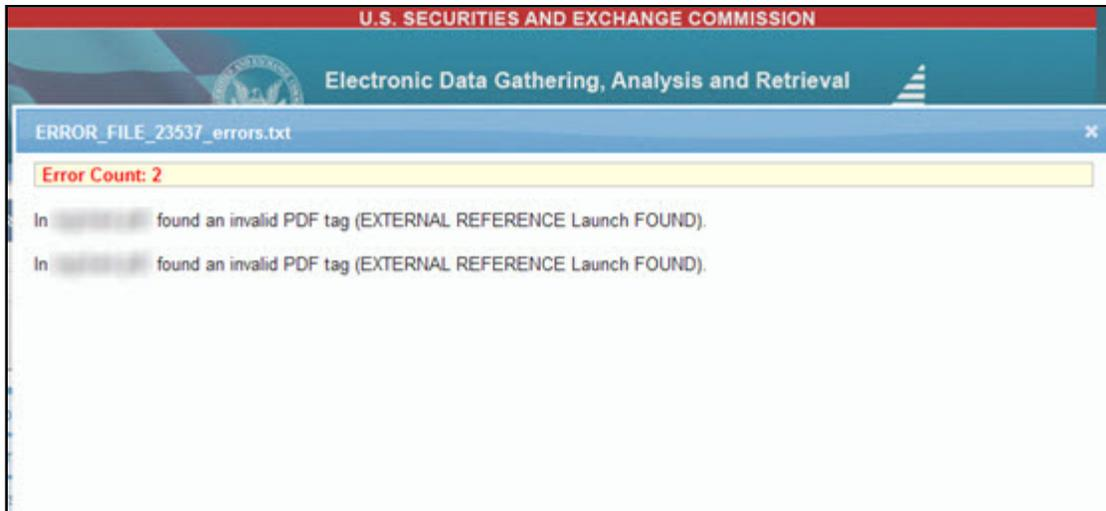 U.S. SECURITIES AND EXCHANGE COMMISSION
Electronic Data Gathering, Analysis and Retrieval
ERROR_FILE_23537_errors.txt
Error Count: 2
In found an invalid PDF tag (EXTERNAL REFERENCE Launch FOUND).
In found an invalid PDF tag (EXTERNAL REFERENCE Launch FOUND).